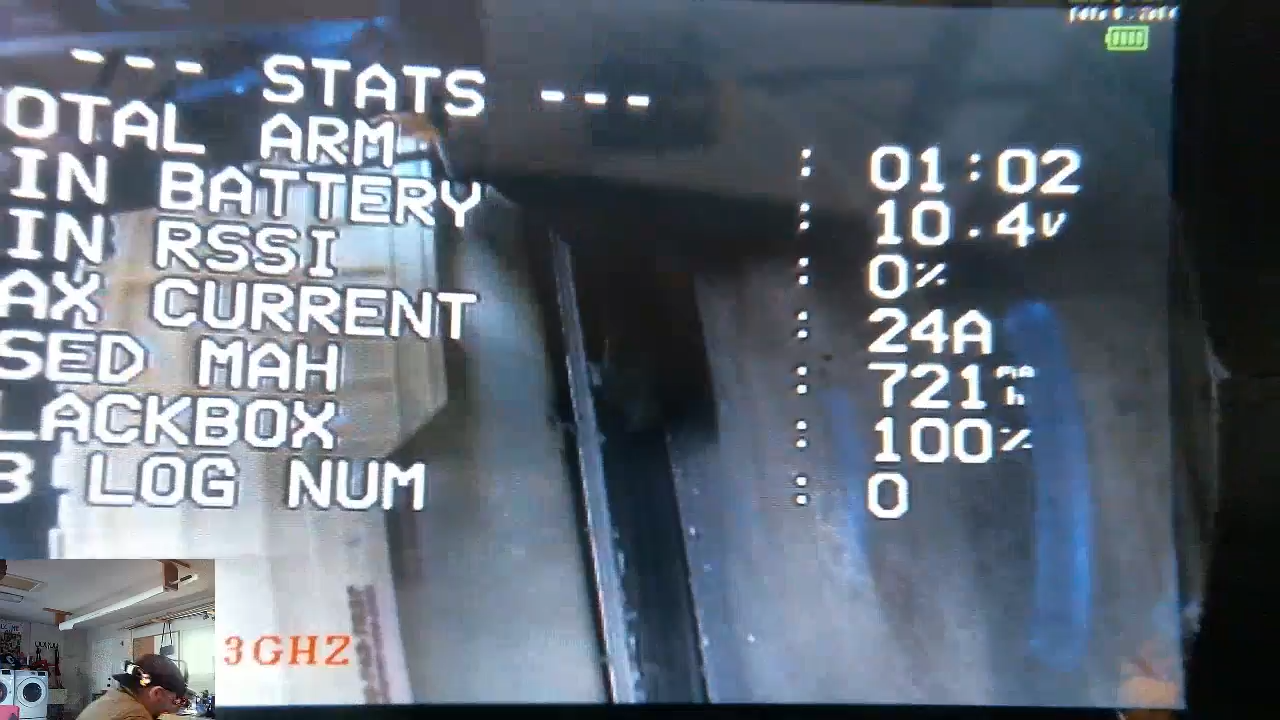 --- STATS ---
OTAL ARM : 01:02
IN BATTERY : 10.4V
IN RSSI : 0%
AX CURRENT : 24A
SED MAH : 721mAh
LACKBOX : 100%
B LOG NUM : 0
3GHZ